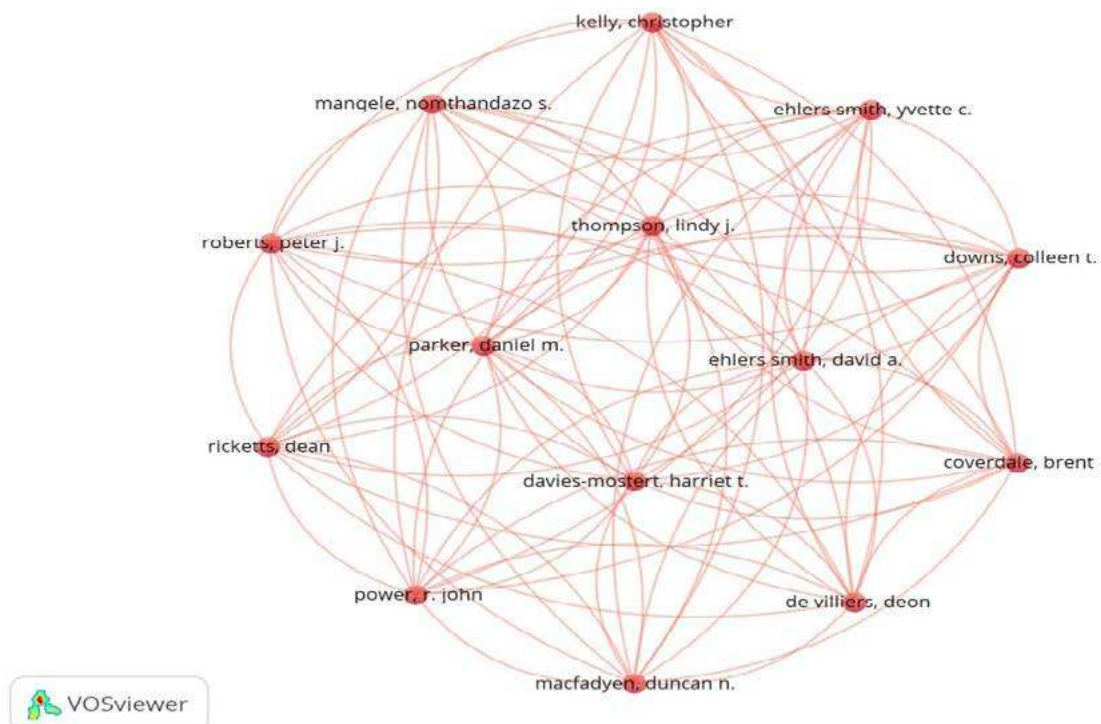 kelly, christopher
manqele, nomthandazo s.
ehlers smith, yvette c.
thompson, lindy j.
roberts, peter j.
downs, colleen t.
parker, daniel m.
ehlers smith, david a.
ricketts, dean
coverdale, brent
davies-mostert, harriet t.
power, r. john
de villiers, deon
macfadyen, duncan n.
VOSviewer